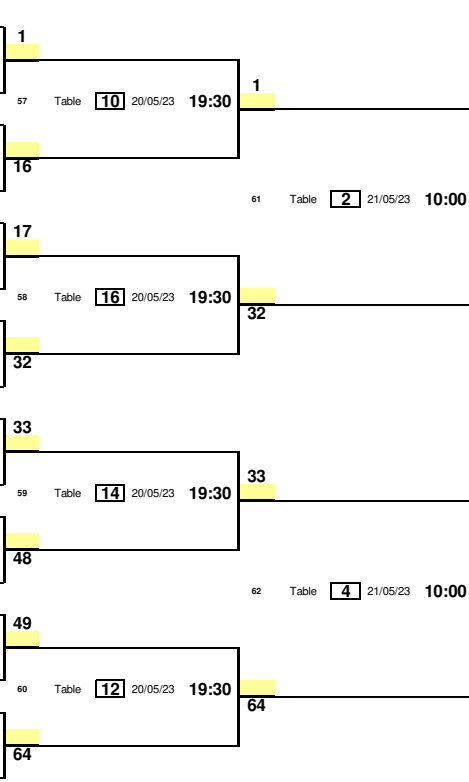 1
57 Table 10 20/05/23 19:30
1
16
61 Table 2 21/05/23 10:00
17
58 Table 16 20/05/23 19:30
32
32
33
59 Table 14 20/05/23 19:30
33
48
62 Table 4 21/05/23 10:00
49
60 Table 12 20/05/23 19:30
64
64